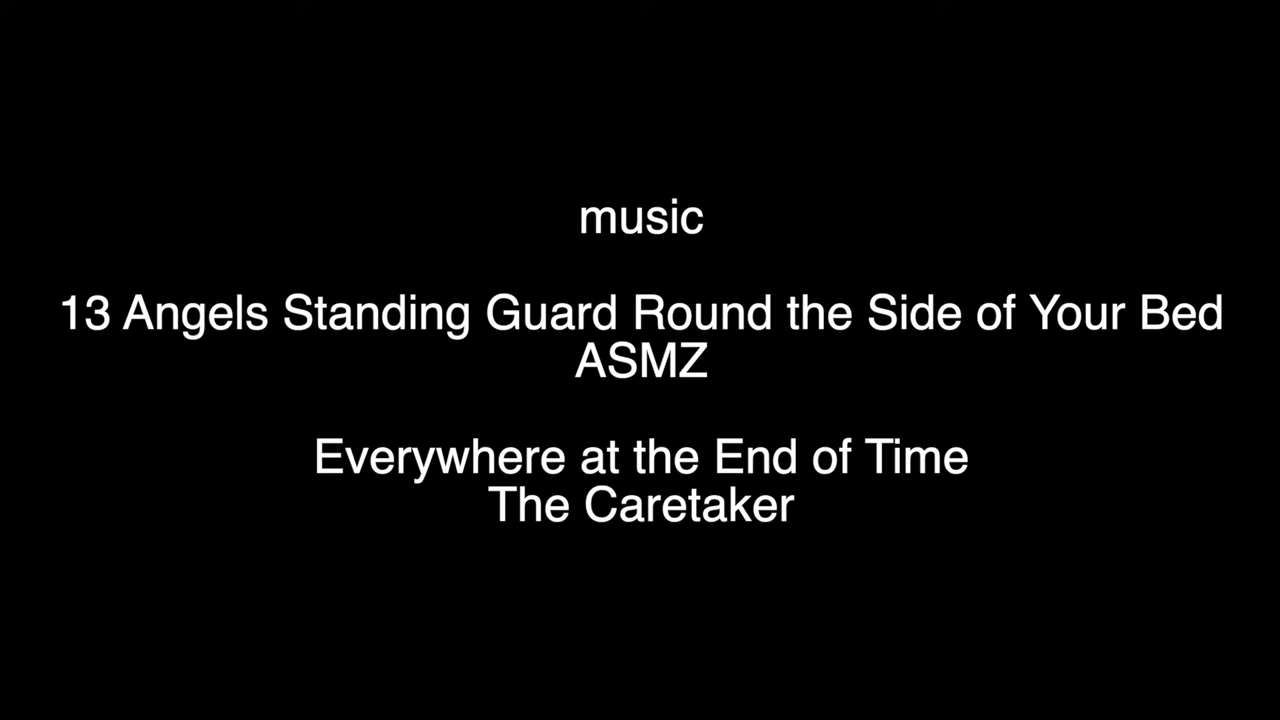 music
13 Angels Standing Guard Round the Side of Your Bed
ASMZ
Everywhere at the End of Time
The Caretaker